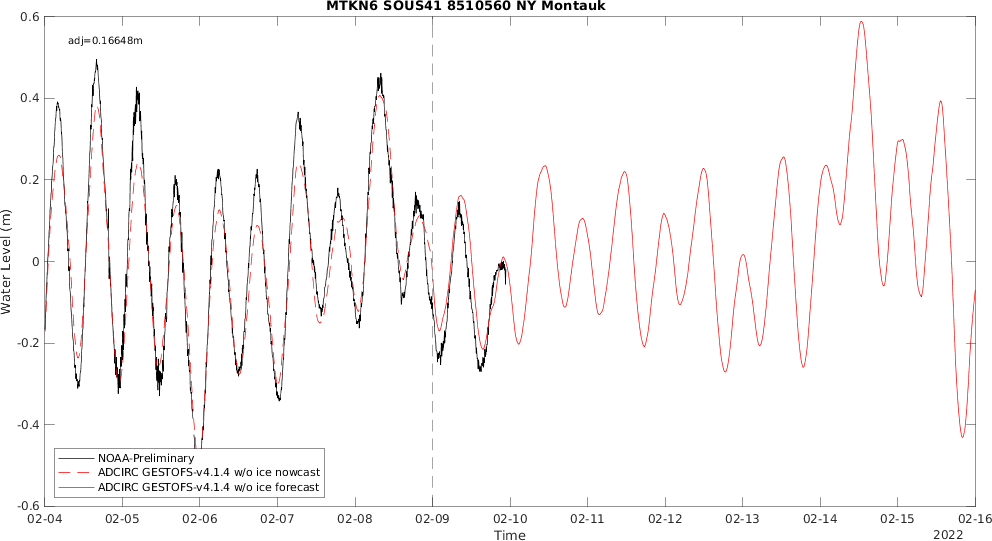 MTKN6 SOUS41 8510560 NY Montauk
adj=0.16648m
0.6
0.4
0.2
0
-0.2
-0.4
-0.6
Water Level (m)
NOAA-Preliminary
ADCIRC GESTOFS-v4.1.4 w/o ice nowcast
ADCIRC GESTOFS-v4.1.4 w/o ice forecast
02-04 02-05 02-06 02-07 02-08 02-09 02-10 02-11 02-12 02-13 02-14 02-15 02-16
Time
2022